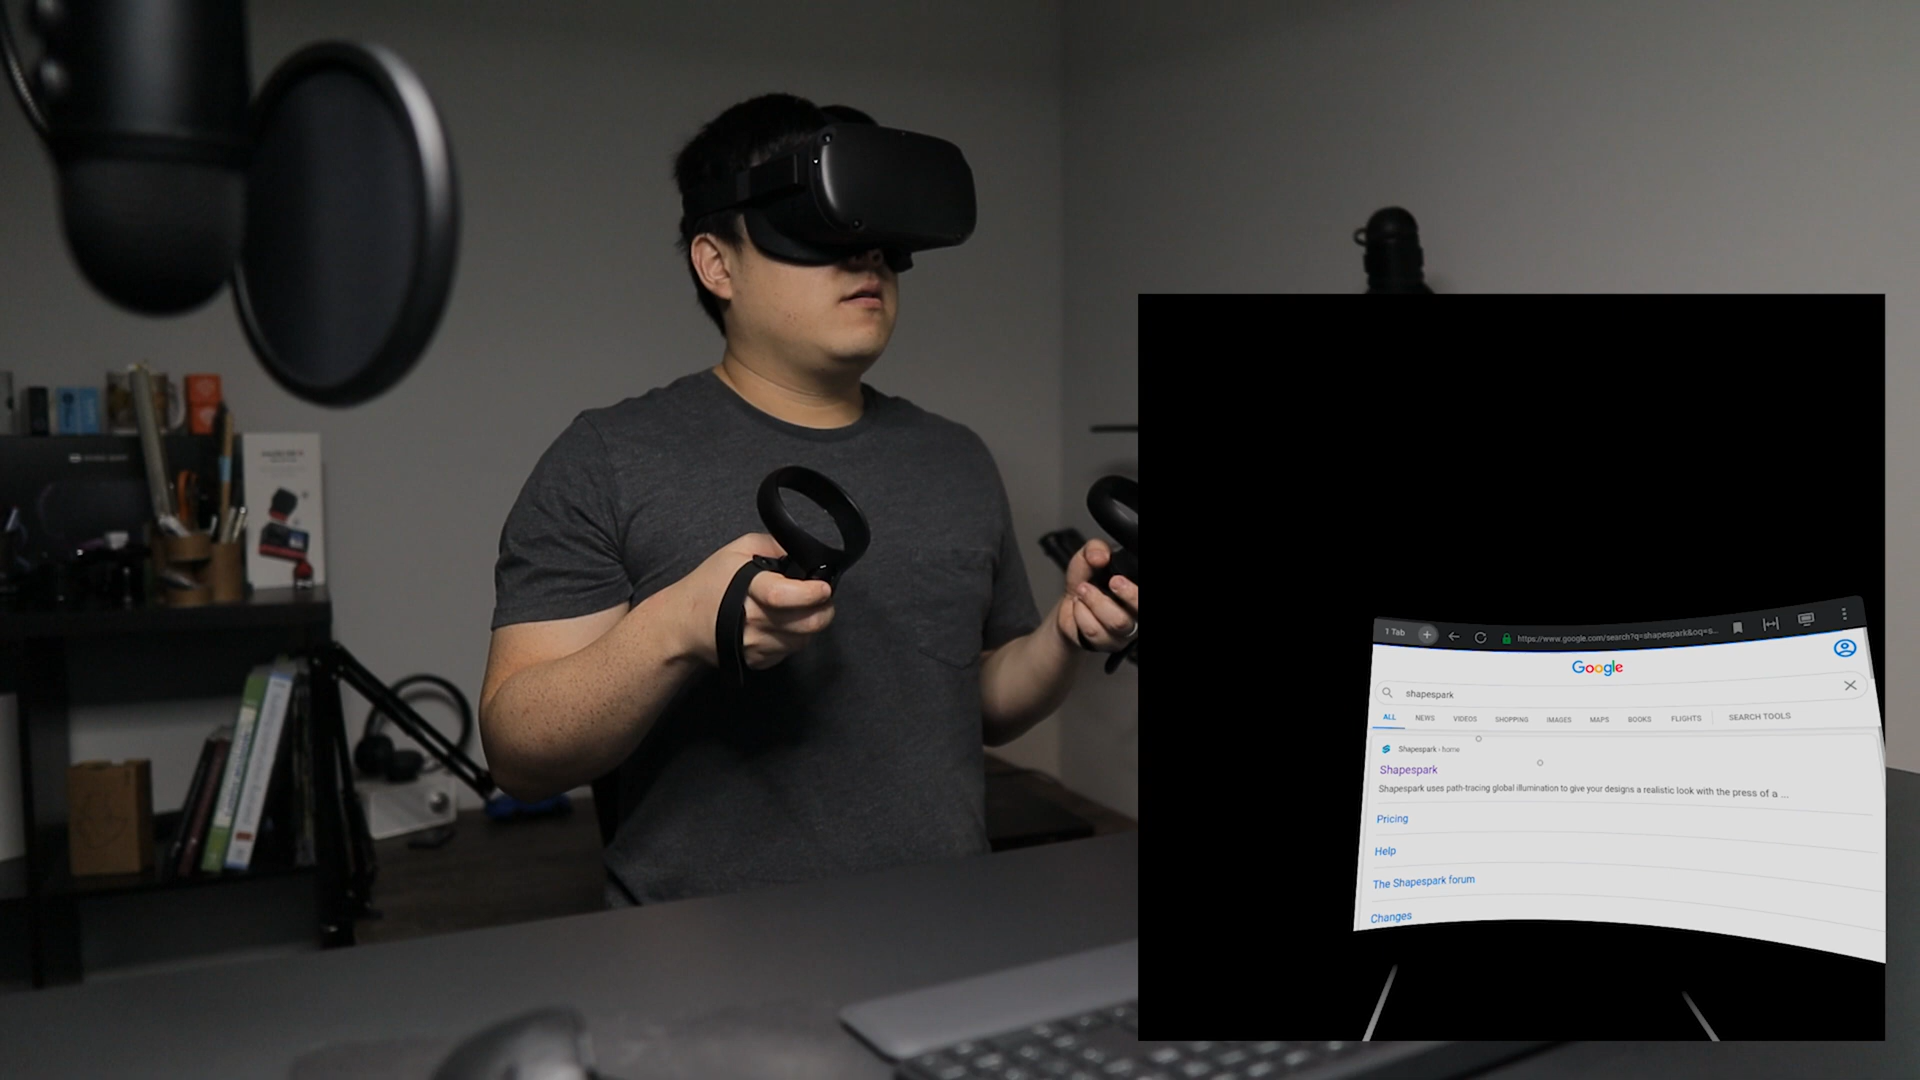 1 Tab
https://www.google.com/search?q=shapespark&oq=s...
Google
shapespark
ALL NEWS VIDEOS SHOPPING IMAGES MAPS BOOKS FLIGHTS SEARCH TOOLS
Shapespark › home
Shapespark
Shapespark uses path-tracing global illumination to give your designs a realistic look with the press of a ...
Pricing
Help
The Shapespark forum
Changes